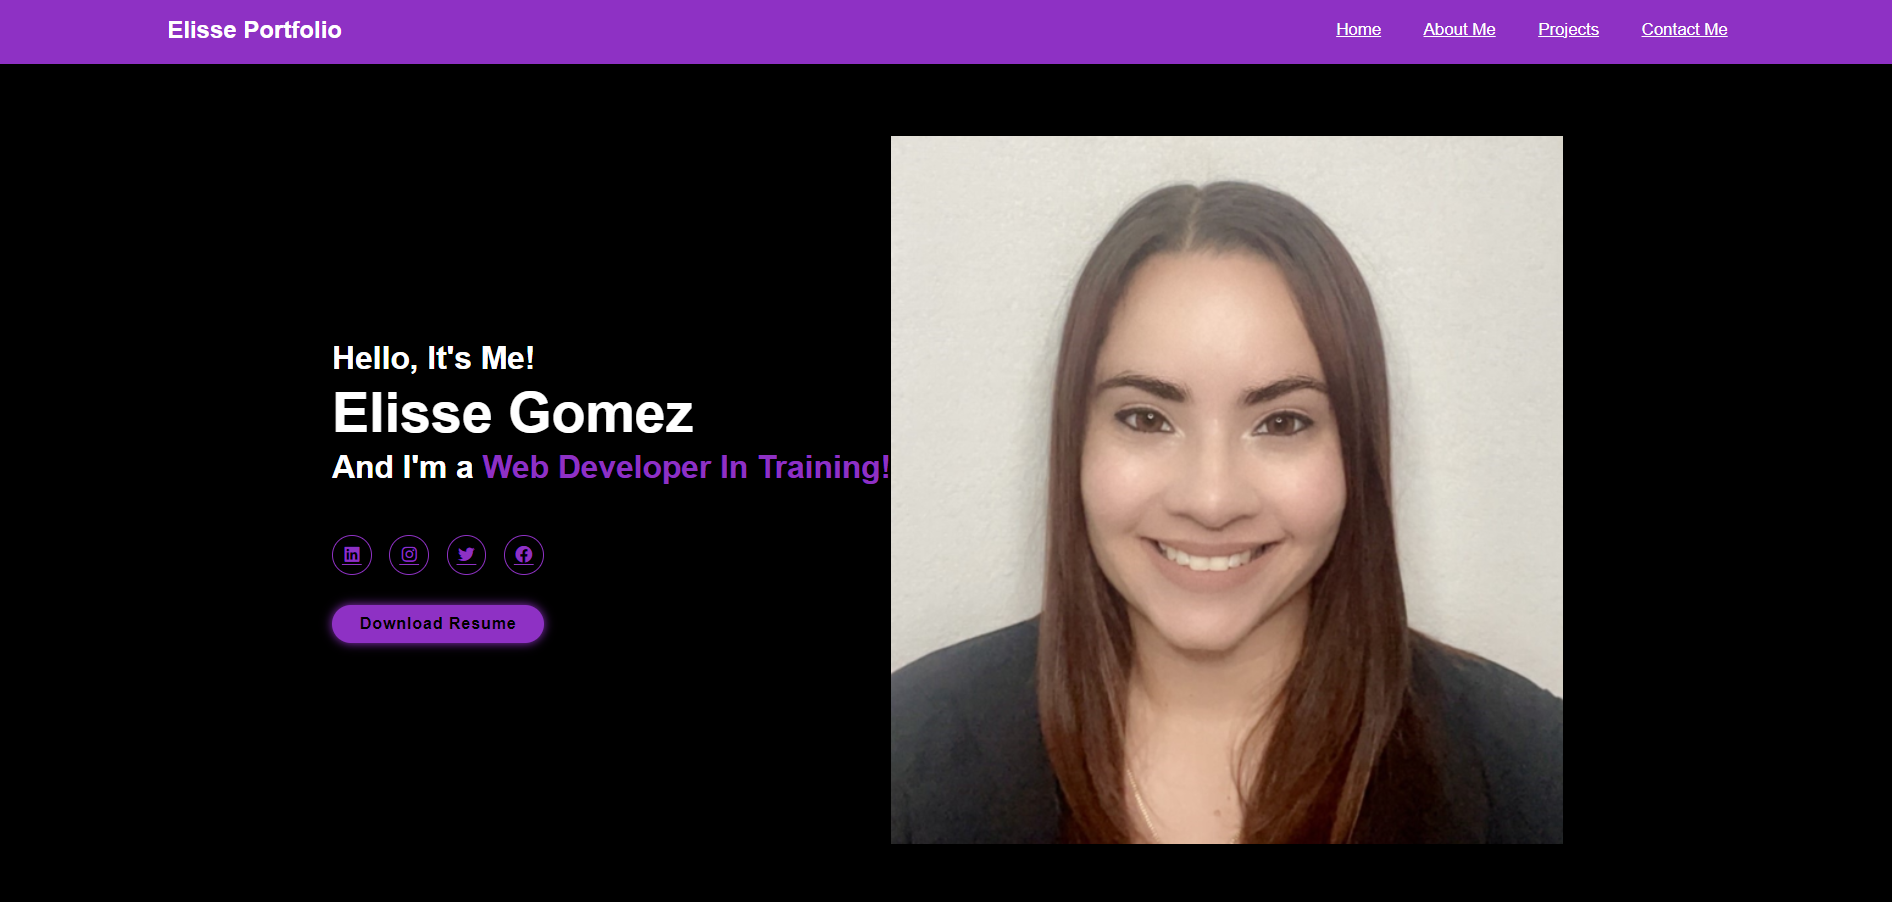 Elisse Portfolio
Home About Me Projects Contact Me
Hello, It's Me!
Elisse Gomez
And I'm a Web Developer In Training!
Download Resume